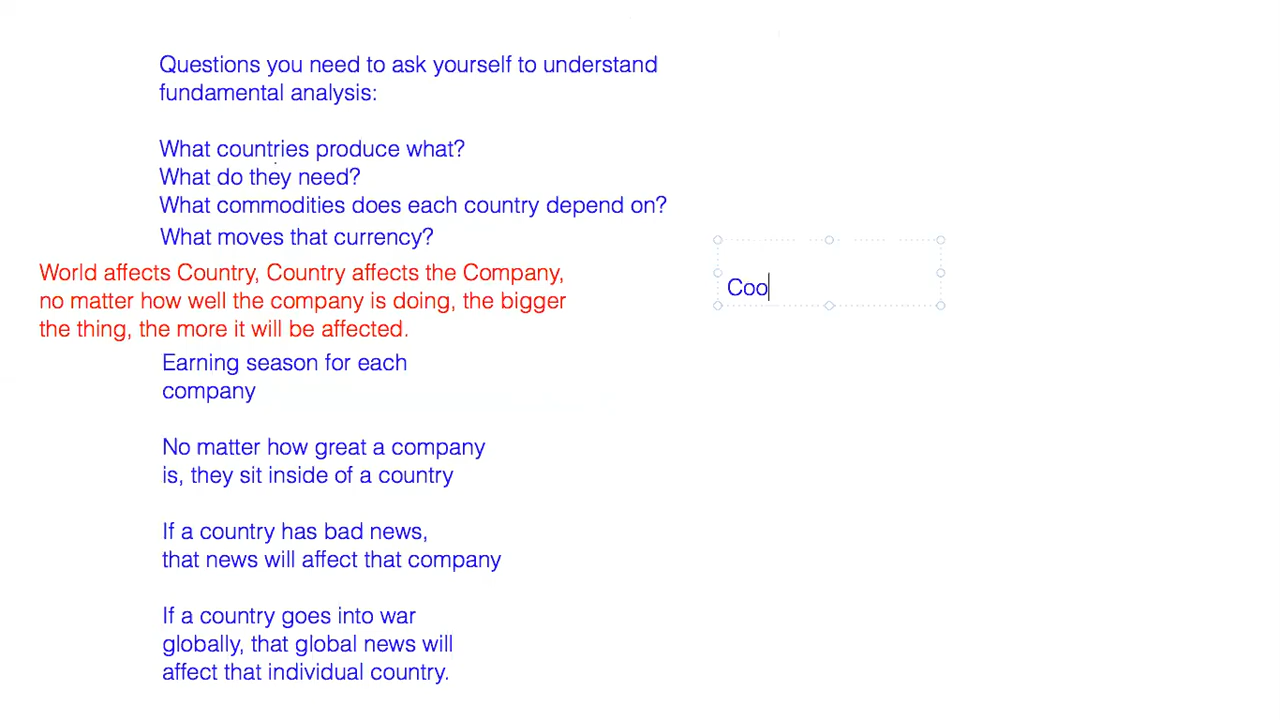 Questions you need to ask yourself to understand
fundamental analysis:
What countries produce what?
What do they need?
What commodities does each country depend on?
What moves that currency?
World affects Country, Country affects the Company,
no matter how well the company is doing, the bigger
the thing, the more it will be affected.
Earning season for each
company
No matter how great a company
is, they sit inside of a country
If a country has bad news,
that news will affect that company
If a country goes into war
globally, that global news will
affect that individual country.
Coo